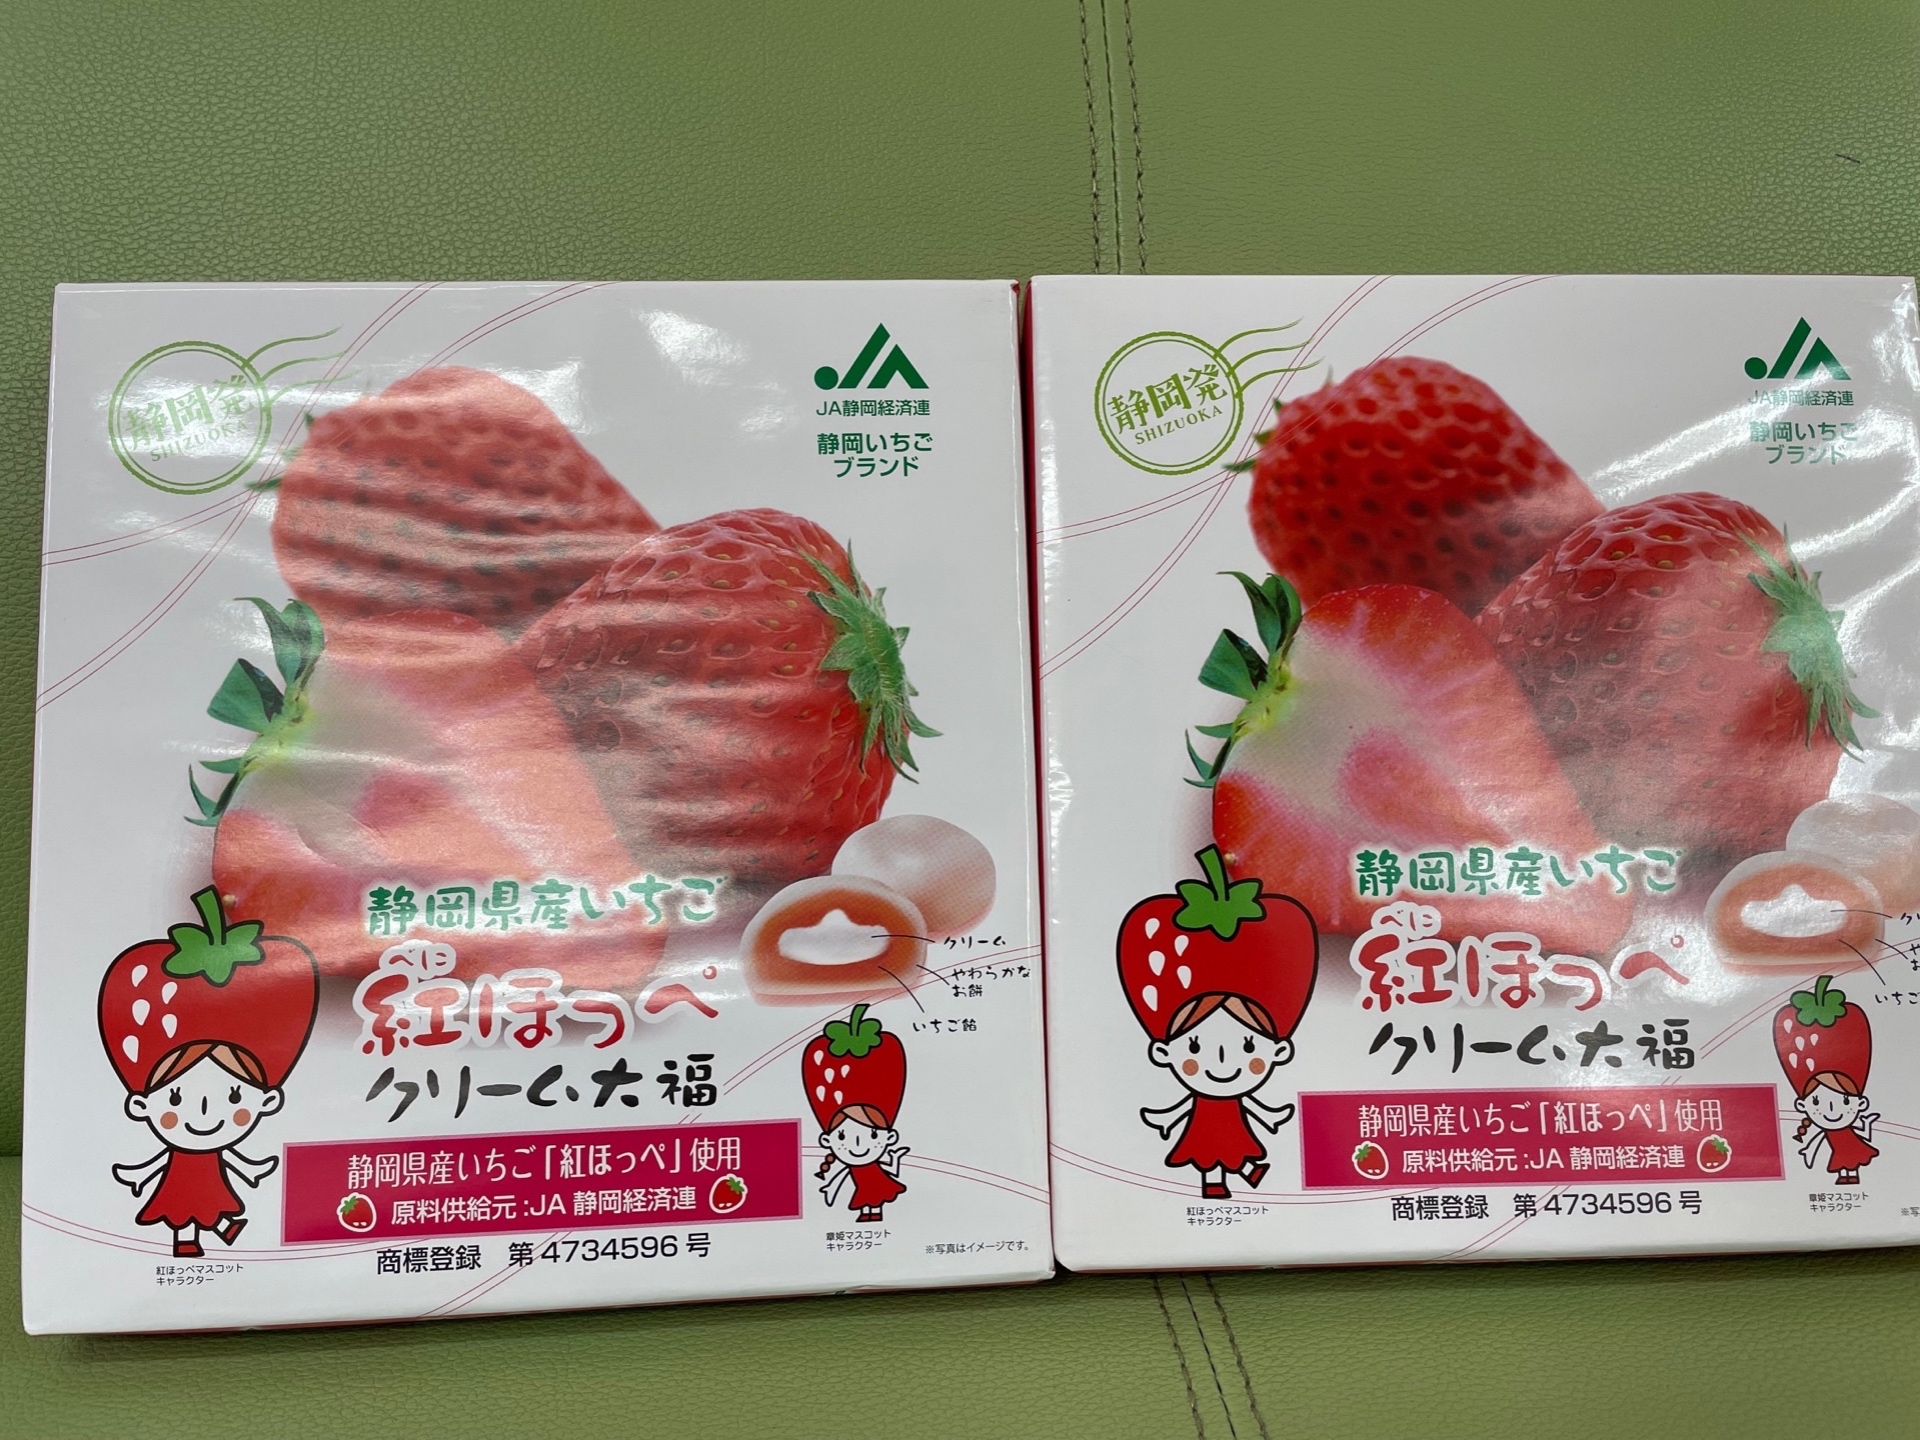 静岡発
SHIZUOKA
JA静岡経済連
静岡いちご
ブランド
静岡県産いちご
べに
紅ほっぺ
クリーム大福
クリーム
やわらかな
お餅
いちご餡
静岡県産いちご「紅ほっぺ」使用
原料供給元:JA 静岡経済連
商標登録 第4734596号
紅ほっぺマスコット
キャラクター
章姫マスコット
キャラクター
※写真はイメージです。
静岡発
SHIZUOKA
JA静岡経済連
静岡いちご
ブランド
静岡県産いちご
べに
紅ほっぺ
クリーム大福
いちご
静岡県産いちご「紅ほっぺ」使用
原料供給元:JA 静岡経済連
商標登録 第4734596号
紅ほっぺマスコット
キャラクター
章姫マスコット
キャラクター